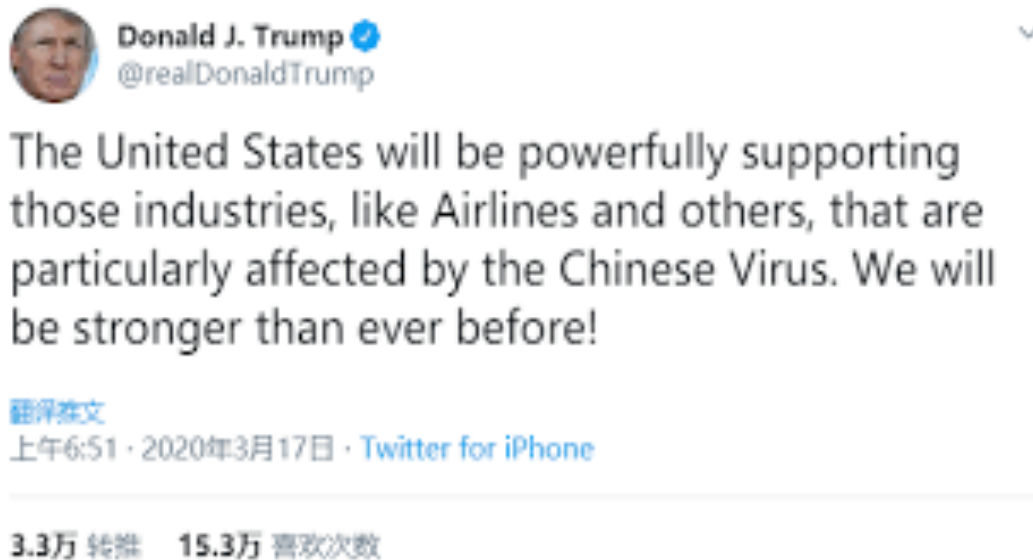 Donald J. Trump
@realDonaldTrump
The United States will be powerfully supporting
those industries, like Airlines and others, that are
particularly affected by the Chinese Virus. We will
be stronger than ever before!
翻译推文
上午6:51 · 2020年3月17日 · Twitter for iPhone
3.3万 转推 15.3万 喜欢次数